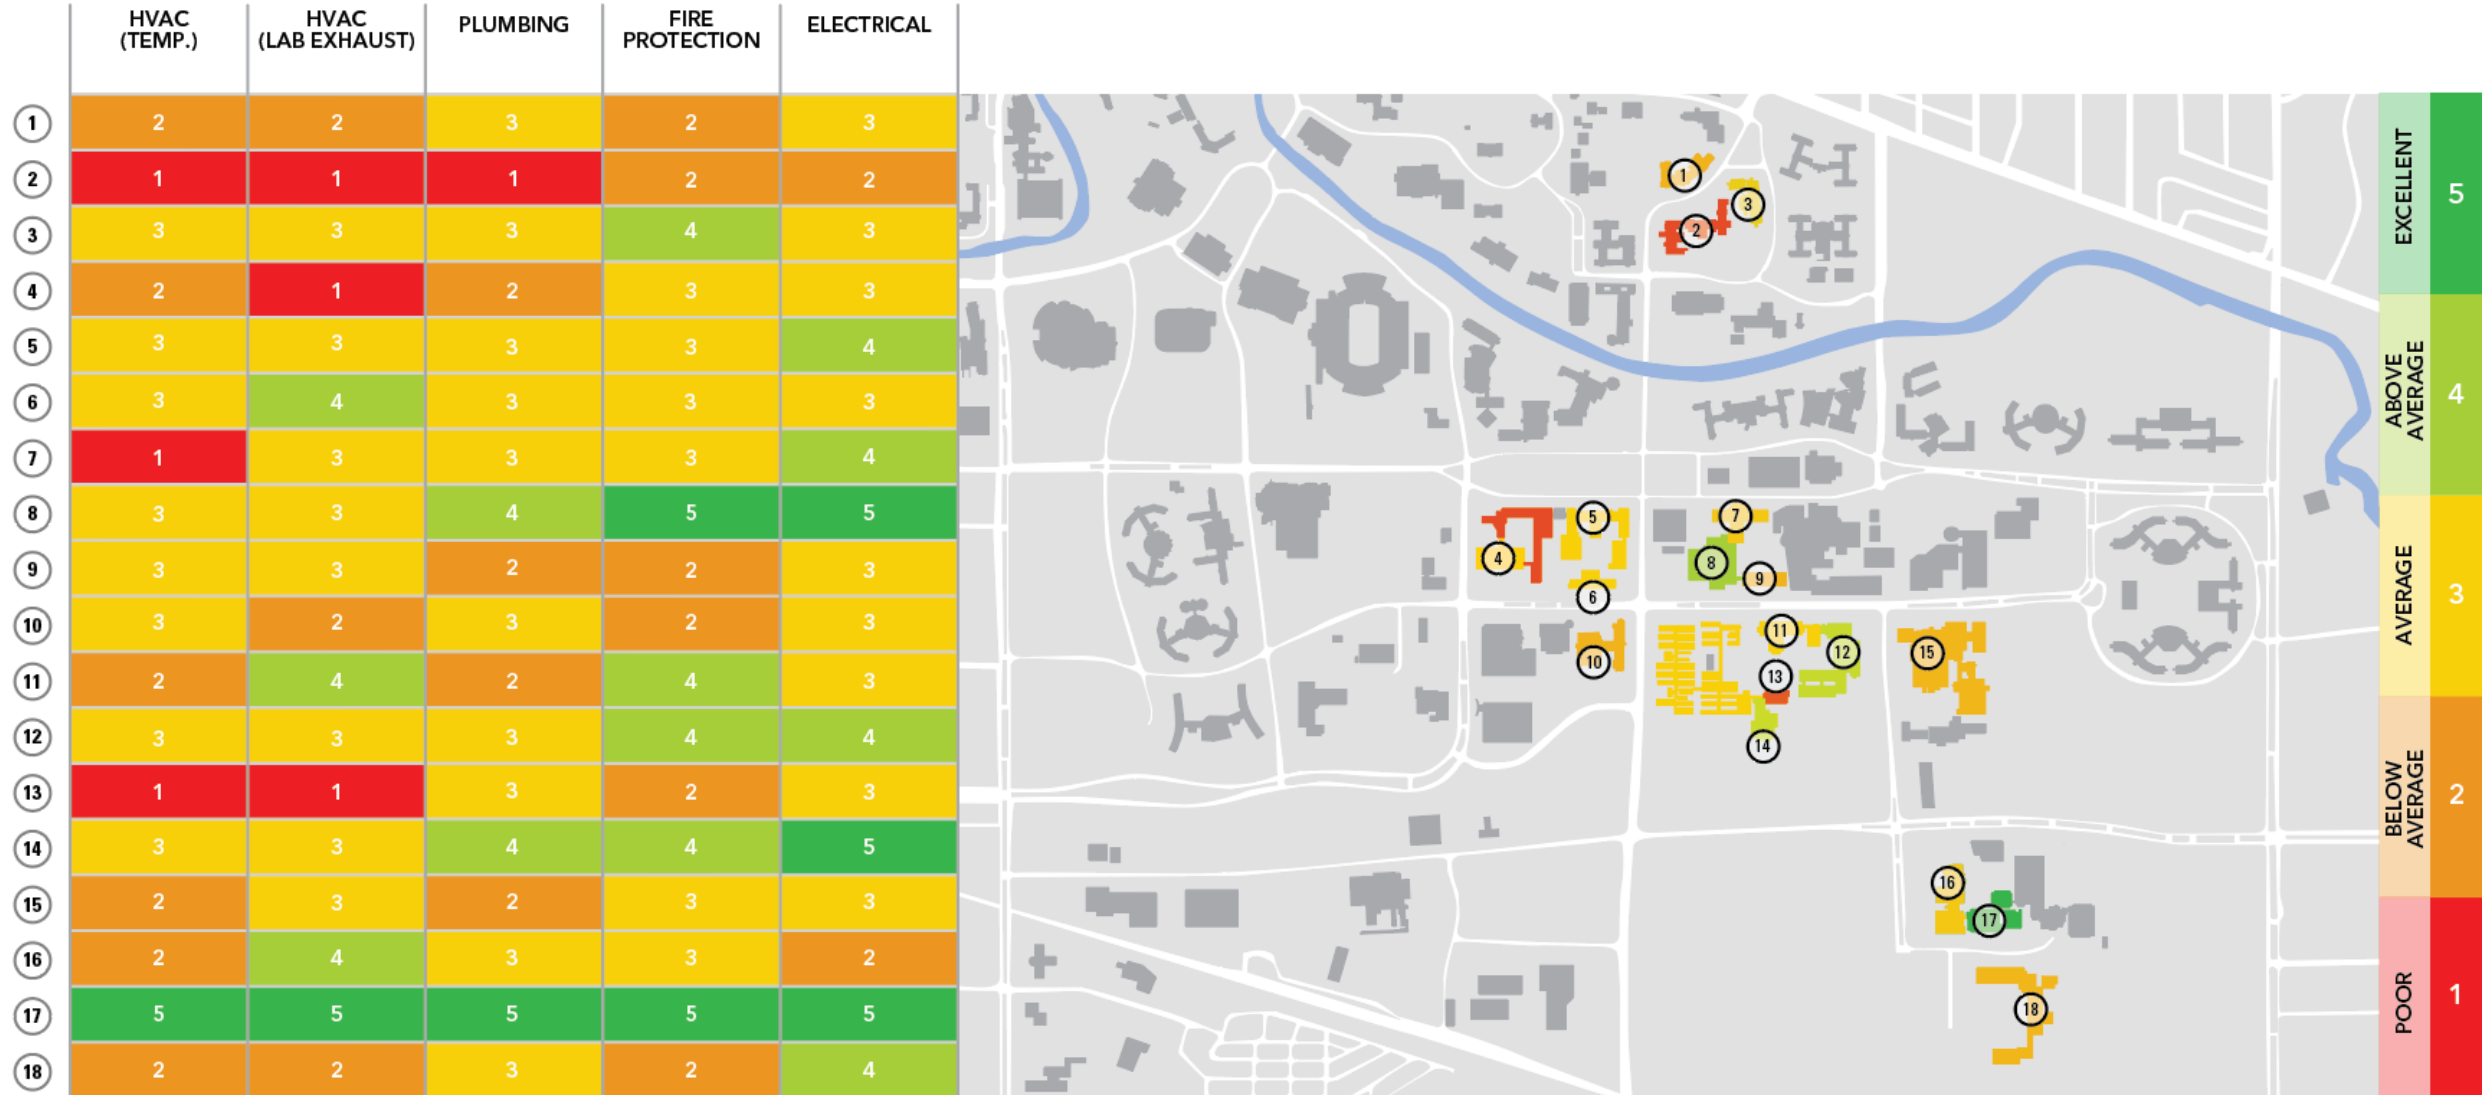 HVAC
(TEMP.)
HVAC
(LAB EXHAUST)
PLUMBING
FIRE
PROTECTION
ELECTRICAL
1 2 2 3 2 3
2 1 1 1 2 2
3 3 3 3 4 3
4 2 1 2 3 3
5 3 3 3 3 4
6 3 4 3 3 3
7 1 3 3 3 4
8 3 3 4 5 5
9 3 3 2 2 3
10 3 2 3 2 3
11 2 4 2 4 3
12 3 3 3 4 4
13 1 1 3 2 3
14 3 3 4 4 5
15 2 3 2 3 3
16 2 4 3 3 2
17 5 5 5 5 5
18 2 2 3 2 4
1
3
2
5
7
4
8
9
6
11
12
10
15
13
14
16
17
18
EXCELLENT
5
ABOVE
AVERAGE
4
AVERAGE
3
BELOW
AVERAGE
2
POOR
1